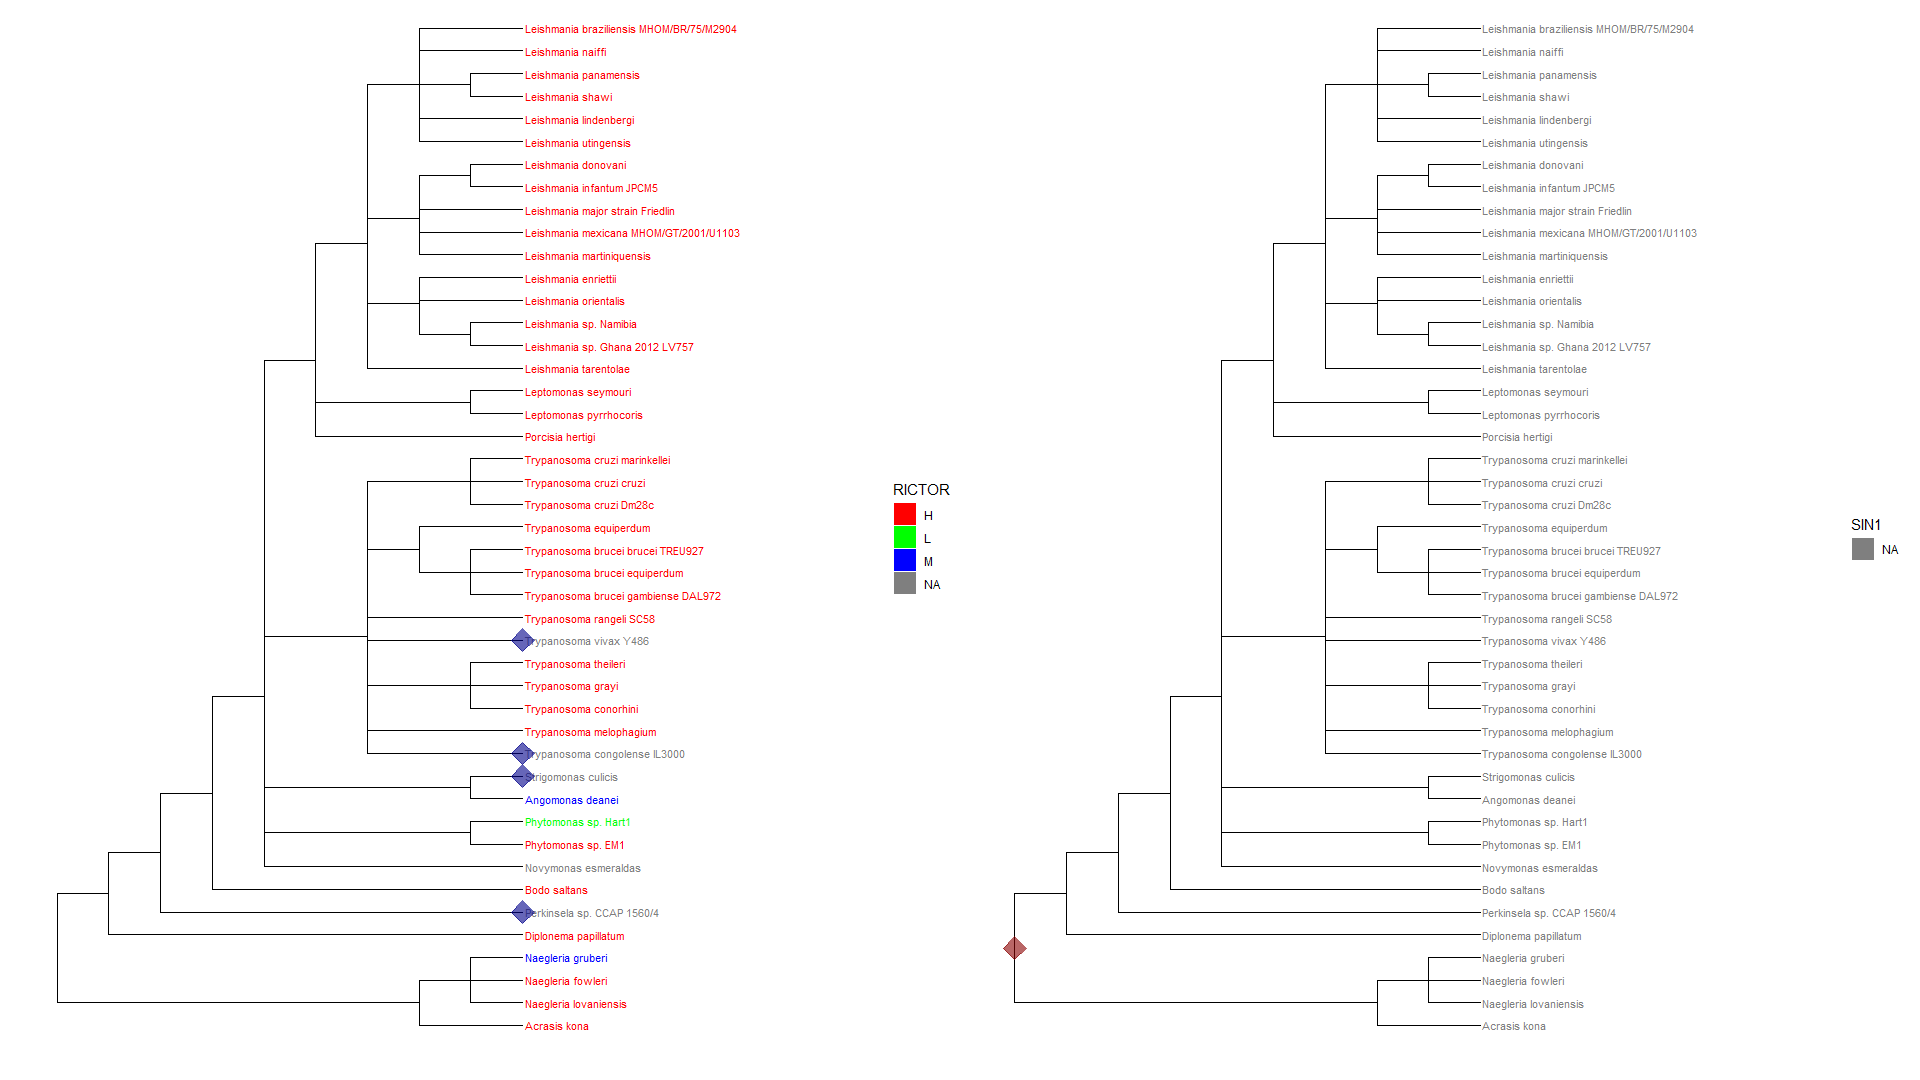 Leishmania braziliensis MHOM/BR/75/M2904
Leishmania naiffi
Leishmania panamensis
Leishmania shawi
Leishmania lindenbergi
Leishmania utingensis
Leishmania donovani
Leishmania infantum JPCM5
Leishmania major strain Friedlin
Leishmania mexicana MHOM/GT/2001/U1103
Leishmania martiniquensis
Leishmania enriettii
Leishmania orientalis
Leishmania sp. Namibia
Leishmania sp. Ghana 2012 LV757
Leishmania tarentolae
Leptomonas seymouri
Leptomonas pyrrhocoris
Porcisia hertigi
Trypanosoma cruzi marinkellei
Trypanosoma cruzi cruzi
Trypanosoma cruzi Dm28c
Trypanosoma equiperdum
Trypanosoma brucei brucei TREU927
Trypanosoma brucei equiperdum
Trypanosoma brucei gambiense DAL972
Trypanosoma rangeli SC58
Trypanosoma vivax Y486
Trypanosoma theileri
Trypanosoma grayi
Trypanosoma conorhini
Trypanosoma melophagium
Trypanosoma congolense IL3000
Strigomonas culicis
Angomonas deanei
Phytomonas sp. Hart1
Phytomonas sp. EM1
Novymonas esmeraldas
Bodo saltans
Perkinsela sp. CCAP 1560/4
Diplonema papillatum
Naegleria gruberi
Naegleria fowleri
Naegleria lovaniensis
Acrasis kona
RICTOR
H
L
M
NA
Leishmania braziliensis MHOM/BR/75/M2904
Leishmania naiffi
Leishmania panamensis
Leishmania shawi
Leishmania lindenbergi
Leishmania utingensis
Leishmania donovani
Leishmania infantum JPCM5
Leishmania major strain Friedlin
Leishmania mexicana MHOM/GT/2001/U1103
Leishmania martiniquensis
Leishmania enriettii
Leishmania orientalis
Leishmania sp. Namibia
Leishmania sp. Ghana 2012 LV757
Leishmania tarentolae
Leptomonas seymouri
Leptomonas pyrrhocoris
Porcisia hertigi
Trypanosoma cruzi marinkellei
Trypanosoma cruzi cruzi
Trypanosoma cruzi Dm28c
Trypanosoma equiperdum
Trypanosoma brucei brucei TREU927
Trypanosoma brucei equiperdum
Trypanosoma brucei gambiense DAL972
Trypanosoma rangeli SC58
Trypanosoma vivax Y486
Trypanosoma theileri
Trypanosoma grayi
Trypanosoma conorhini
Trypanosoma melophagium
Trypanosoma congolense IL3000
Strigomonas culicis
Angomonas deanei
Phytomonas sp. Hart1
Phytomonas sp. EM1
Novymonas esmeraldas
Bodo saltans
Perkinsela sp. CCAP 1560/4
Diplonema papillatum
Naegleria gruberi
Naegleria fowleri
Naegleria lovaniensis
Acrasis kona
SIN1
NA